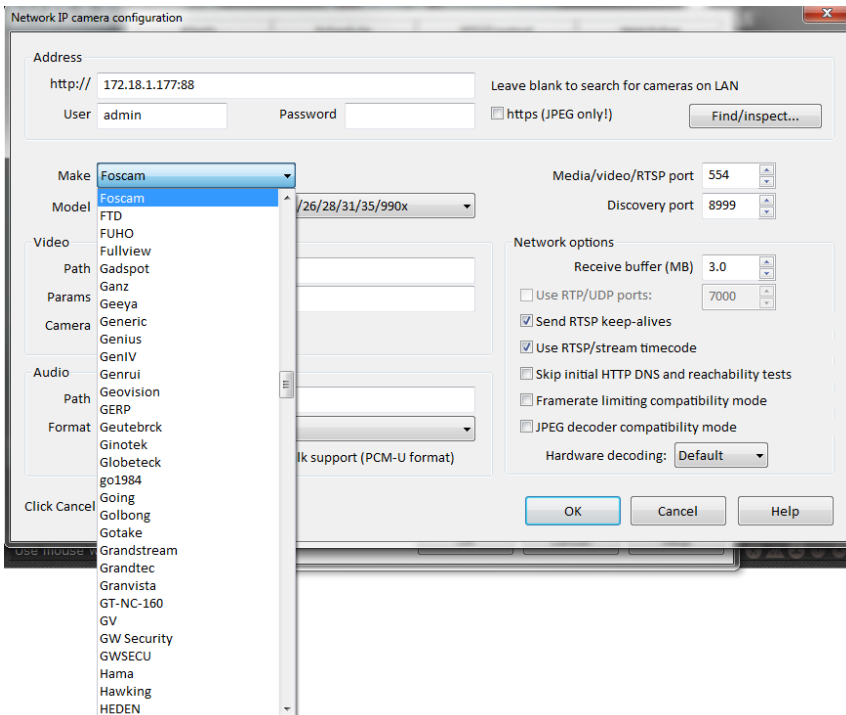 Network IP camera configuration
Address
http:// 172.18.1.177:88 Leave blank to search for cameras on LAN
User admin Password https (JPEG only!) Find/inspect...
Make Foscam Media/video/RTSP port 554
Model /26/28/31/35/990x Discovery port 8999
Video
Path
Params
Camera
Audio
Path
Format
lk support (PCM-U format)
Network options
Receive buffer (MB) 3.0
Use RTP/UDP ports: 7000
Send RTSP keep-alives
Use RTSP/stream timecode
Skip initial HTTP DNS and reachability tests
Framerate limiting compatibility mode
JPEG decoder compatibility mode
Hardware decoding: Default
Click Cancel
OK Cancel Help
Use mouse w
Foscam
FTD
FUHO
Fullview
Gadspot
Ganz
Geeya
Generic
Genius
GenIV
Genrui
Geovision
GERP
Geutebrck
Ginotek
Globeteck
go1984
Going
Golbong
Gotake
Grandstream
Grandtec
Granvista
GT-NC-160
GV
GW Security
GWSECU
Hama
Hawking
HEDEN